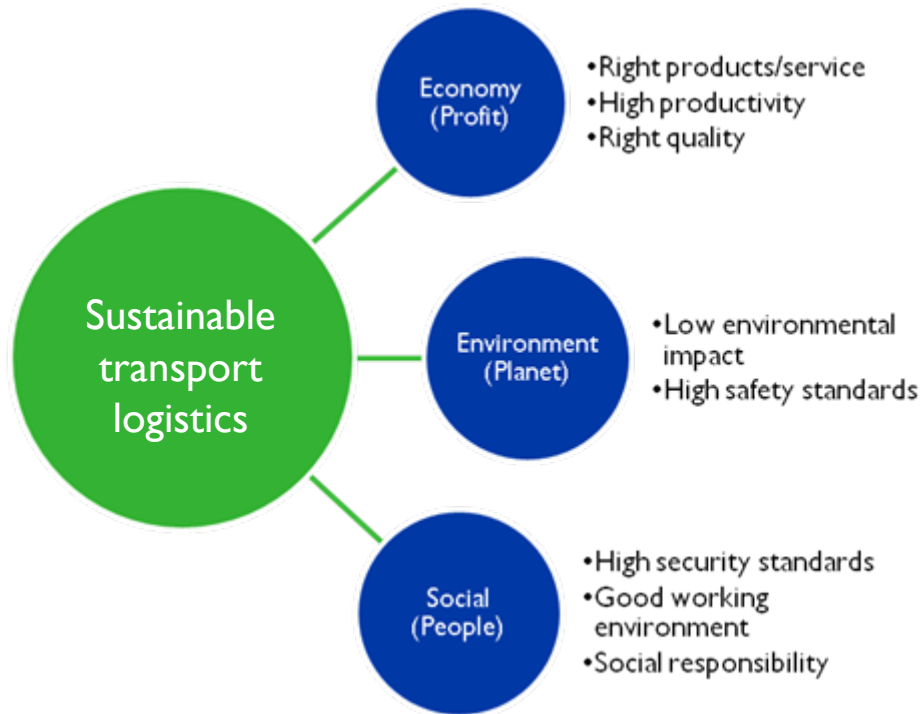 Economy
(Profit)
•Right products/service
•High productivity
•Right quality
Sustainable
transport
logistics
Environment
(Planet)
•Low environmental
impact
•High safety standards
Social
(People)
•High security standards
•Good working
environment
•Social responsibility